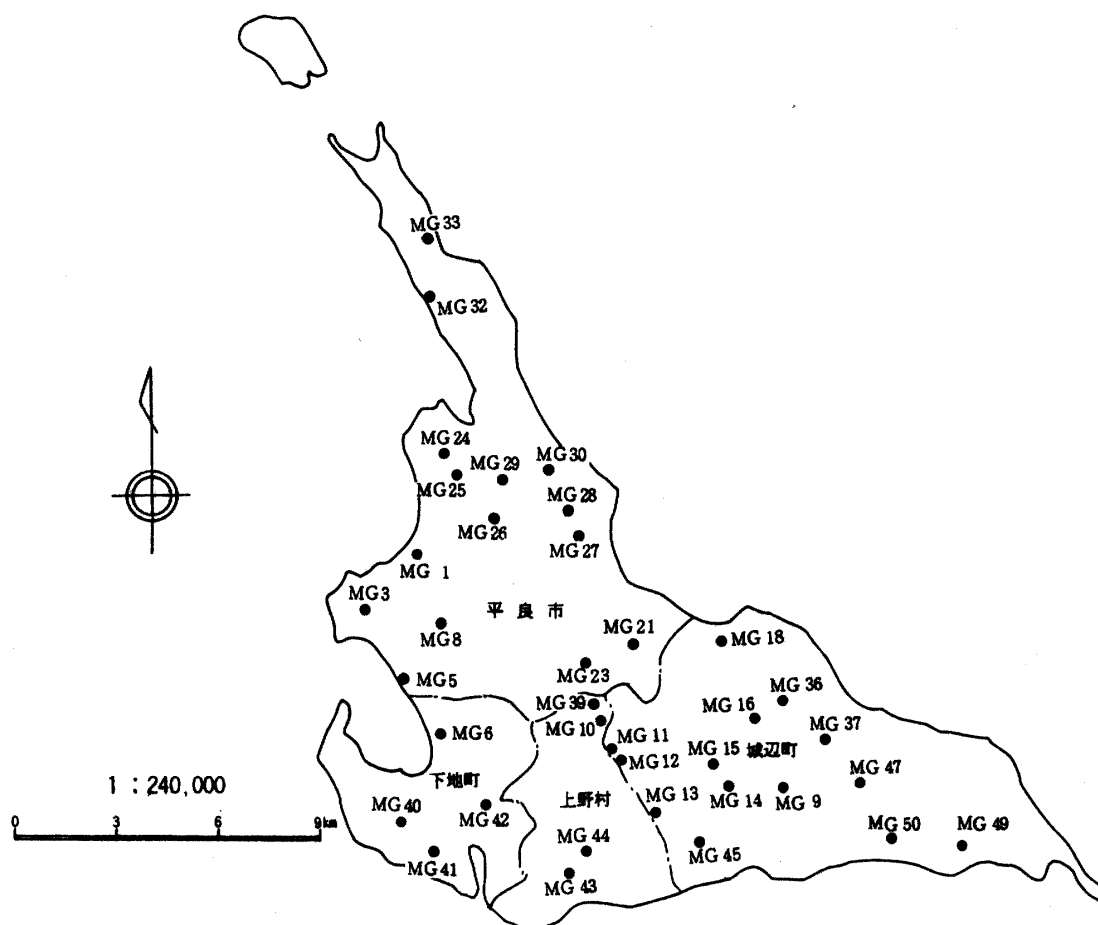 MG 33
MG 32
MG 24
MG 29
MG 30
MG 25
MG 28
MG 26
MG 27
MG 1
MG 3
平良市
MG 8
MG 21
MG 18
MG 23
MG 5
MG 36
MG 39
MG 16
MG 10
MG 6
MG 11
MG 37
城辺町
MG 12
MG 15
下地町
MG 47
1 : 240,000
上野村
MG 13
MG 14
MG 9
MG 40
MG 42
0 3 6 9km
MG 44
MG 45
MG 50
MG 49
MG 41
MG 43